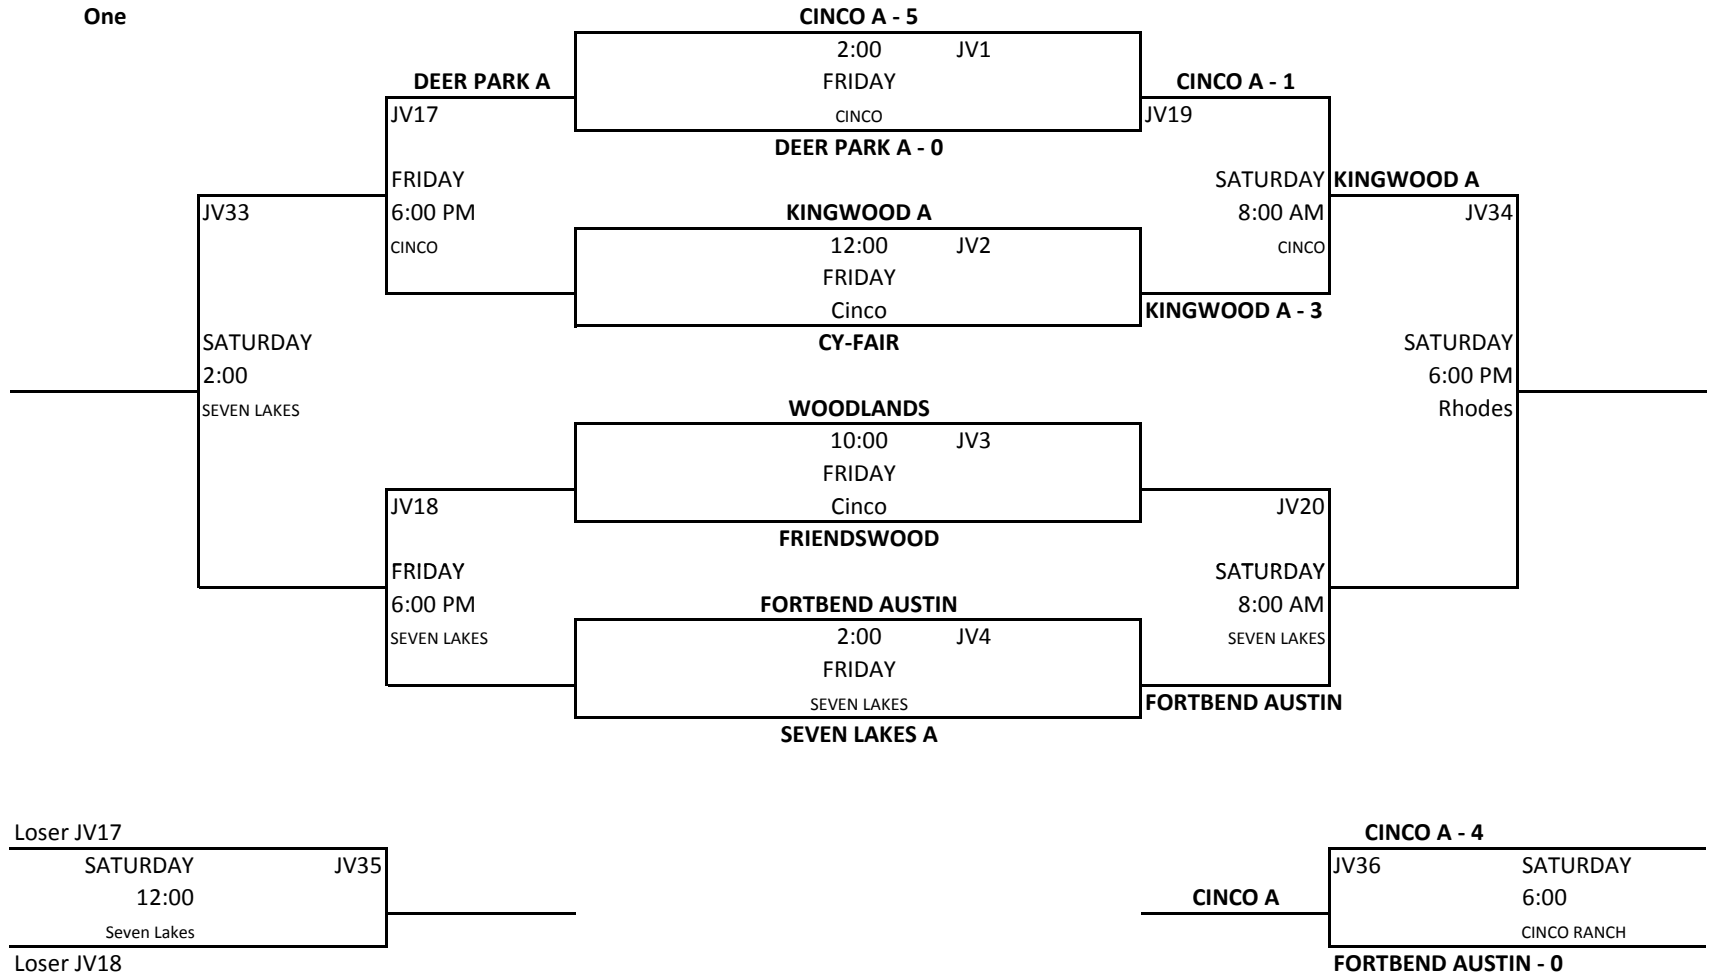 One
CINCO A - 5
2:00 JV1
DEER PARK A
FRIDAY
CINCO A - 1
JV17
CINCO
JV19
DEER PARK A - 0
FRIDAY
SATURDAY
KINGWOOD A
JV33
6:00 PM
KINGWOOD A
8:00 AM
JV34
CINCO
12:00 JV2
CINCO
FRIDAY
Cinco
KINGWOOD A - 3
SATURDAY
CY-FAIR
SATURDAY
2:00
6:00 PM
SEVEN LAKES
WOODLANDS
Rhodes
10:00 JV3
FRIDAY
JV18
Cinco
JV20
FRIENDSWOOD
FRIDAY
SATURDAY
6:00 PM
FORTBEND AUSTIN
8:00 AM
SEVEN LAKES
2:00 JV4
SEVEN LAKES
FRIDAY
SEVEN LAKES
FORTBEND AUSTIN
SEVEN LAKES A
Loser JV17
CINCO A - 4
SATURDAY JV35
JV36 SATURDAY
12:00
CINCO A
6:00
Seven Lakes
CINCO RANCH
Loser JV18
FORTBEND AUSTIN - 0